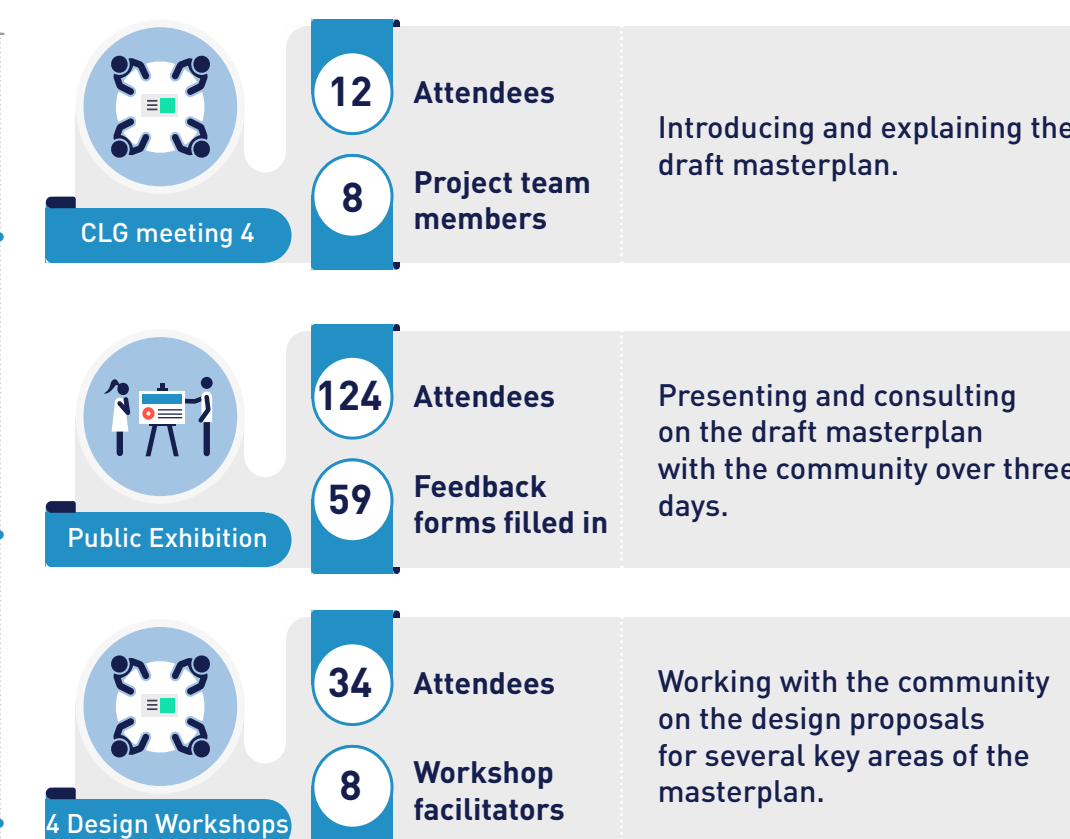 12
Attendees
8
Project team
members
Introducing and explaining the
draft masterplan.
CLG meeting 4
124
Attendees
59
Feedback
forms filled in
Presenting and consulting
on the draft masterplan
with the community over three
days.
Public Exhibition
34
Attendees
8
Workshop
facilitators
Working with the community
on the design proposals
for several key areas of the
masterplan.
4 Design Workshops